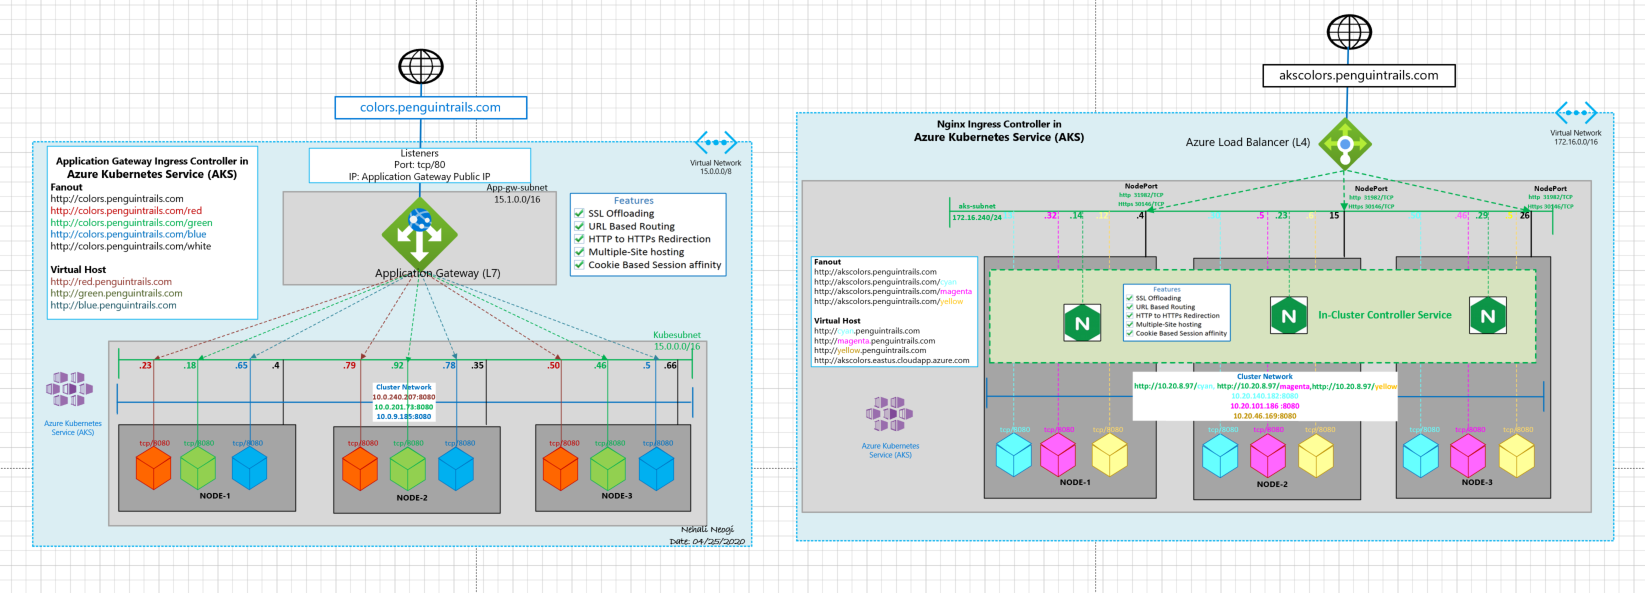 colors.penguintrails.com
Listeners
Port: tcp/80
IP: Application Gateway Public IP
Virtual Network
15.0.0.0/8
Application Gateway Ingress Controller in
Azure Kubernetes Service (AKS)
Fanout
http://colors.penguintrails.com
http://colors.penguintrails.com/red
http://colors.penguintrails.com/green
http://colors.penguintrails.com/blue
http://colors.penguintrails.com/white
Virtual Host
http://red.penguintrails.com
http://green.penguintrails.com
http://blue.penguintrails.com
App-gw-subnet
15.1.0.0/16
Application Gateway (L7)
Features
SSL Offloading
URL Based Routing
HTTP to HTTPs Redirection
Multiple-Site hosting
Cookie Based Session affinity
Kubesubnet
15.0.0.0/16
.23 .18 .65 .4 .79 .92 .78 .35 .50 .46 .5 .66
Azure Kubernetes
Service (AKS)
Cluster Network
10.0.240.207:8080
10.0.201.73:8080
10.0.9.185:8080
tcp/8080 tcp/8080 tcp/8080 tcp/8080 tcp/8080 tcp/8080 tcp/8080 tcp/8080 tcp/8080
NODE-1 NODE-2 NODE-3
Nehali Neogi
Date: 04/25/2020
akscolors.penguintrails.com
Nginx Ingress Controller in
Azure Kubernetes Service (AKS)
Azure Load Balancer (L4)
Virtual Network
172.16.0.0/16
NodePort
http 31982/TCP
Https 30146/TCP
NodePort
http 31982/TCP
Https 30146/TCP
NodePort
http 31982/TCP
Https 30146/TCP
aks-subnet
172.16.240/24
.32 .14 .12 .4 .5 .23 .6 15 .46 .29 26
Fanout
http://akscolors.penguintrails.com
http://akscolors.penguintrails.com/cyan
http://akscolors.penguintrails.com/magenta
http://akscolors.penguintrails.com/yellow
Virtual Host
http://cyan.penguintrails.com
http://magenta.penguintrails.com
http://yellow.penguintrails.com
http://akscolors.eastus.cloudapp.azure.com
N N N
Features
SSL Offloading
URL Based Routing
HTTP to HTTPs Redirection
Multiple-Site hosting
Cookie Based Session affinity
In-Cluster Controller Service
Cluster Network
http://10.20.8.97/cyan, http://10.20.8.97/magenta,http://10.20.8.97/yellow
10.20.140.182:8080
10.20.101.186 :8080
10.20.46.169:8080
Azure Kubernetes
Service (AKS)
tcp/8080 tcp/8080 tcp/8080 tcp/8080 tcp/8080 tcp/8080 tcp/8080 tcp/8080 tcp/8080
NODE-1 NODE-2 NODE-3